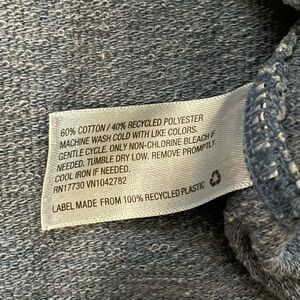 60% COTTON / 40% RECYCLED POLYESTER
MACHINE WASH COLD WITH LIKE COLORS.
GENTLE CYCLE. ONLY NON-CHLORINE BLEACH IF
NEEDED. TUMBLE DRY LOW. REMOVE PROMPTLY.
COOL IRON IF NEEDED.
RN17730 VN1042782
LABEL MADE FROM 100% RECYCLED PLASTIC